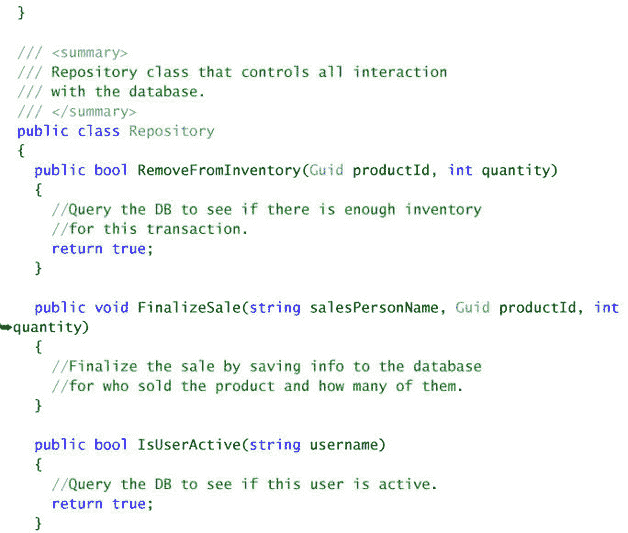 }
/// <summary>
/// Repository class that controls all interaction
/// with the database.
/// </summary>
public class Repository
{
public bool RemoveFromInventory(Guid productId, int quantity)
{
//Query the DB to see if there is enough inventory
//for this transaction.
return true;
}
public void FinalizeSale(string salesPersonName, Guid productId, int
➥quantity)
{
//Finalize the sale by saving info to the database
//for who sold the product and how many of them.
}
public bool IsUserActive(string username)
{
//Query the DB to see if this user is active.
return true;
}